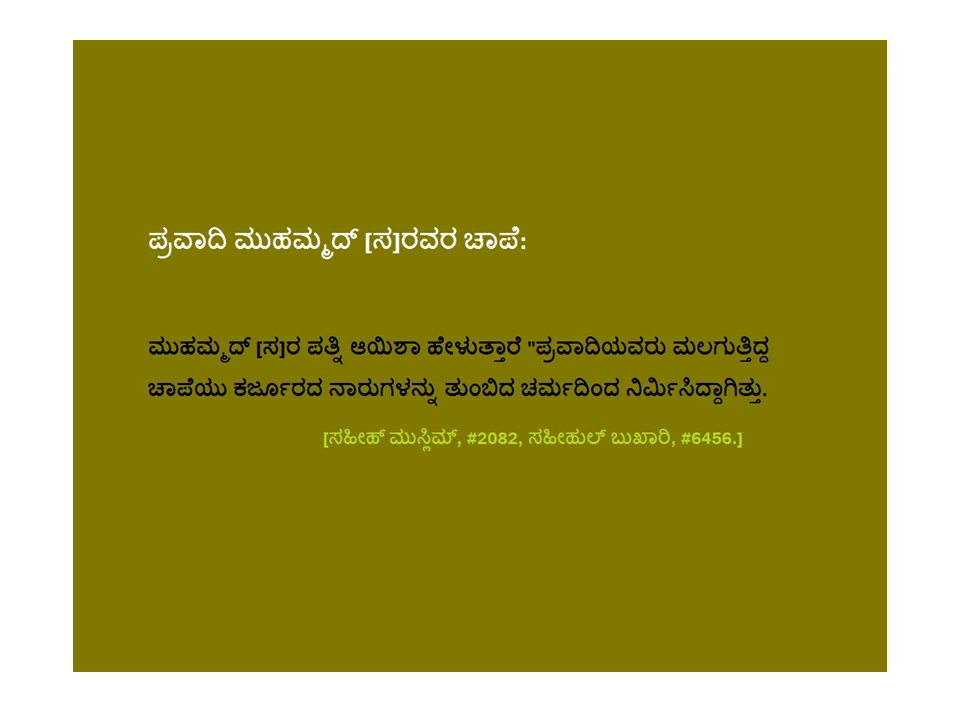 ಪ್ರವಾದಿ ಮುಹಮ್ಮದ್ [ಸ]ರವರ ಚಾಪೆ:
ಮುಹಮ್ಮದ್ [ಸ]ರ ಪತ್ನಿ ಆಯಿಶಾ ಹೇಳುತ್ತಾರೆ "ಪ್ರವಾದಿಯವರು ಮಲಗುತ್ತಿದ್ದ
ಚಾಪೆಯು ಕರ್ಜೂರದ ನಾರುಗಳನ್ನು ತುಂಬಿದ ಚರ್ಮದಿಂದ ನಿರ್ಮಿಸಿದ್ದಾಗಿತ್ತು.
[ಸಹೀಹ್ ಮುಸ್ಲಿಮ್, #2082, ಸಹೀಹುಲ್ ಬುಖಾರಿ, #6456.]